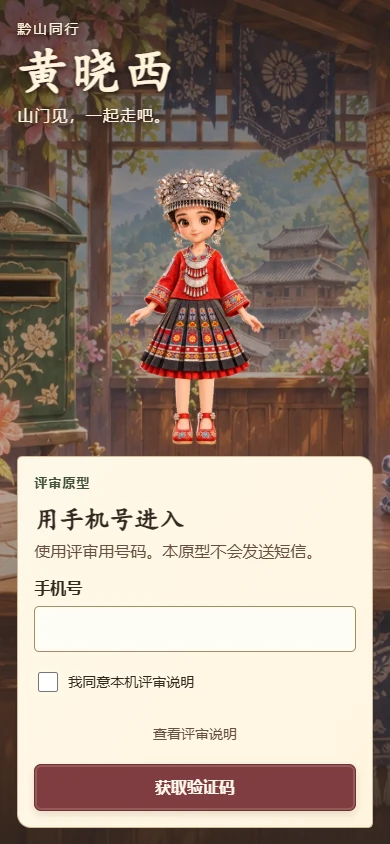 黔山同行
黄晓西
山门见，一起走吧。
评审原型
用手机号进入
使用评审用号码。本原型不会发送短信。
手机号
我同意本机评审说明
查看评审说明
获取验证码